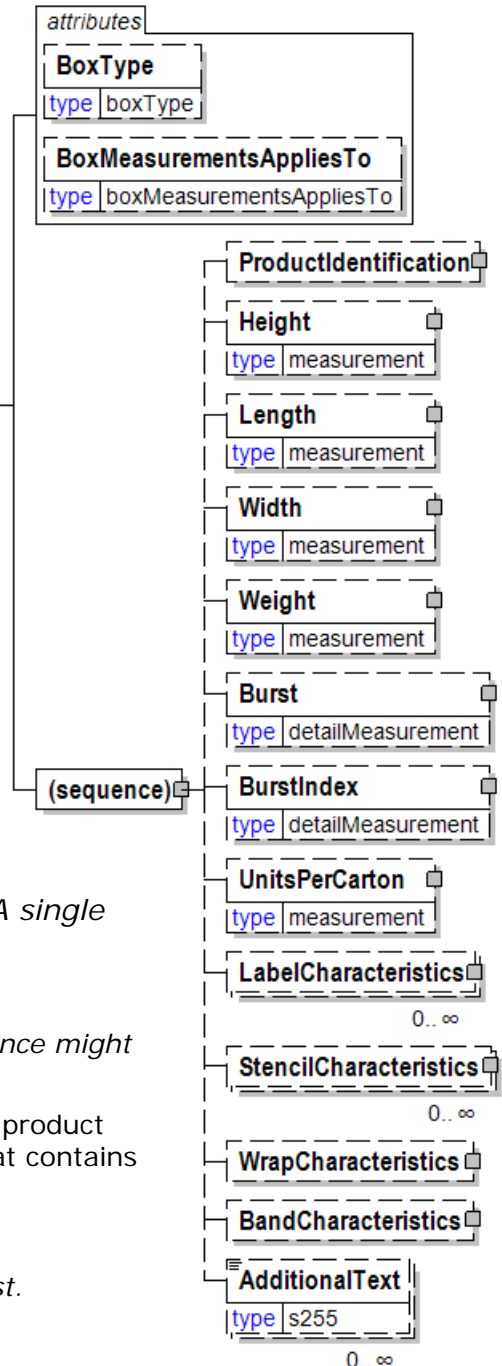 attributes
BoxType
type boxType
BoxMeasurementsAppliesTo
type boxMeasurementsAppliesTo
ProductIdentification
Height
type measurement
Length
type measurement
Width
type measurement
Weight
type measurement
Burst
type detailMeasurement
(sequence)
BurstIndex
type detailMeasurement
UnitsPerCarton
type measurement
A single
LabelCharacteristics
0.. ∞
nce might
StencilCharacteristics
0.. ∞
product
at contains
WrapCharacteristics
BandCharacteristics
st.
AdditionalText
type s255
0.. ∞